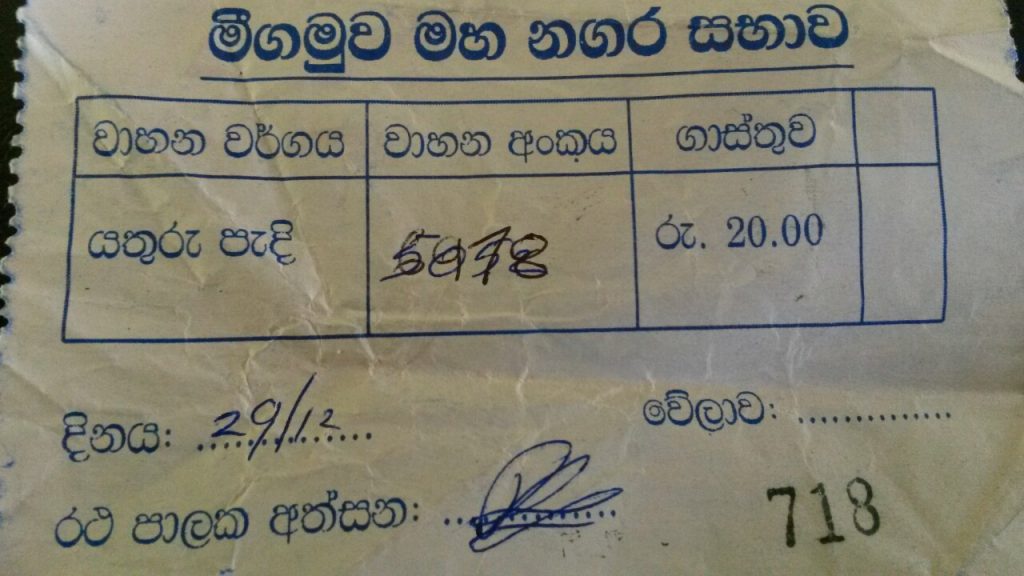 මීගමුව මහ නගර සභාව
වාහන වර්ගය වාහන අංකය ගාස්තුව
යතුරු පැදි 5978 රු. 20.00
දිනය: 29/12 වේලාව: ..............
රථ පාලක අත්සන: ..................
718